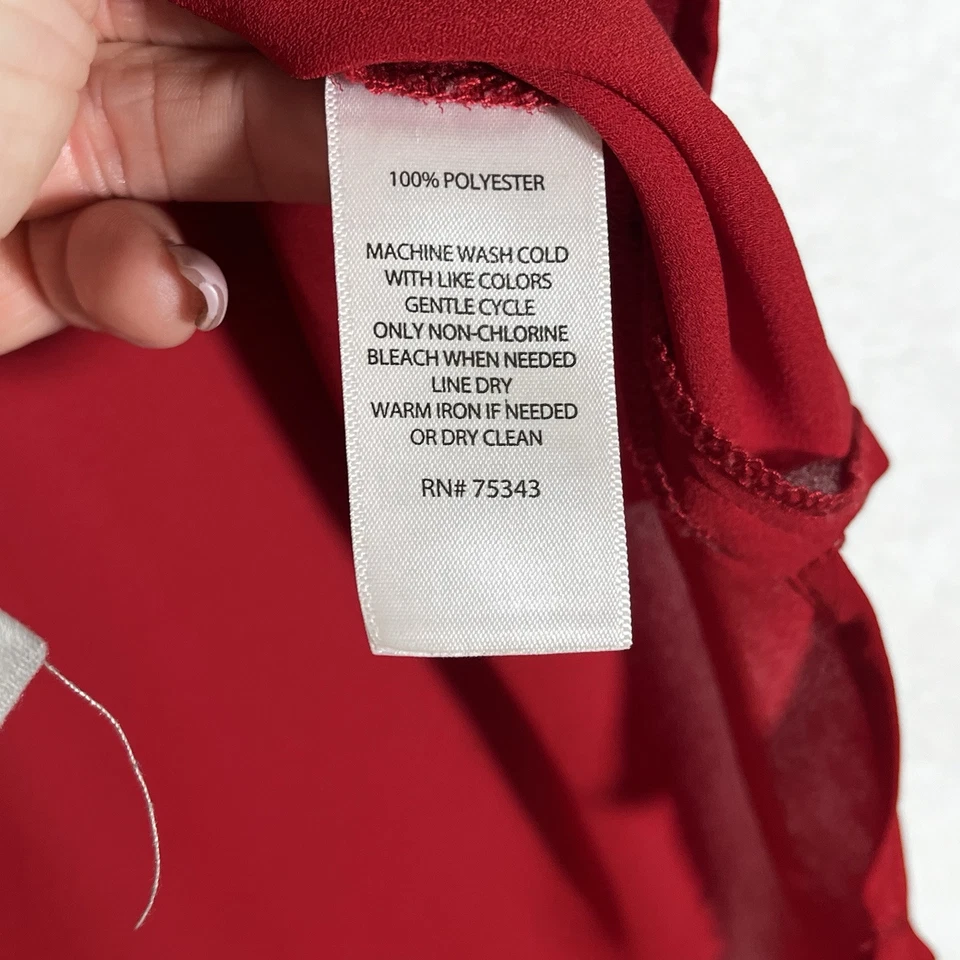 100% POLYESTER
MACHINE WASH COLD
WITH LIKE COLORS
GENTLE CYCLE
ONLY NON-CHLORINE
BLEACH WHEN NEEDED
LINE DRY
WARM IRON IF NEEDED
OR DRY CLEAN
RN# 75343